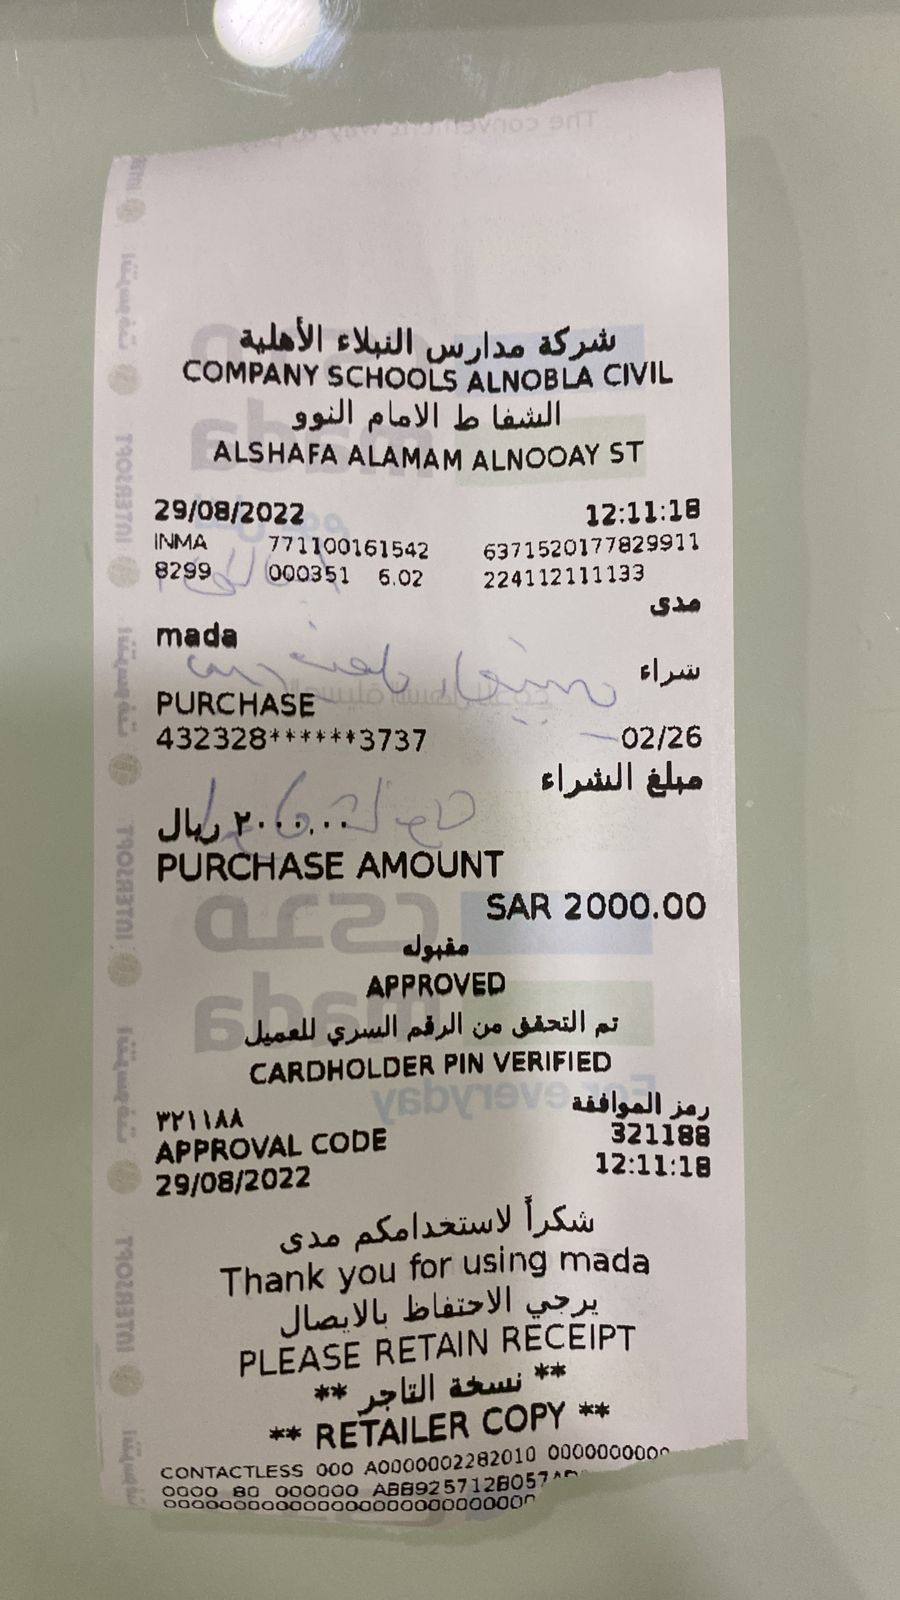 شركة مدارس النبلاء الأهلية
COMPANY SCHOOLS ALNOBLA CIVIL
الشفا ط الامام النوو
ALSHAFA ALAMAM ALNOOAY ST
29/08/2022 12:11:18
INMA 771100161542 6371520177829911
8299 000351 6.02 224112111133
مدى
mada
شراء
PURCHASE
432328******3737 02/26
مبلغ الشراء
٢٠٠٠,٠٠ ريال
PURCHASE AMOUNT
SAR 2000.00
مقبوله
APPROVED
تم التحقق من الرقم السري للعميل
CARDHOLDER PIN VERIFIED
رمز الموافقة
٣٢١١٨٨
APPROVAL CODE 321188
29/08/2022 12:11:18
شكراً لاستخدامكم مدى
Thank you for using mada
يرجي الاحتفاظ بالايصال
PLEASE RETAIN RECEIPT
** نسخة التاجر **
** RETAILER COPY **
CONTACTLESS 000 A0000002282010
0000 80 000000